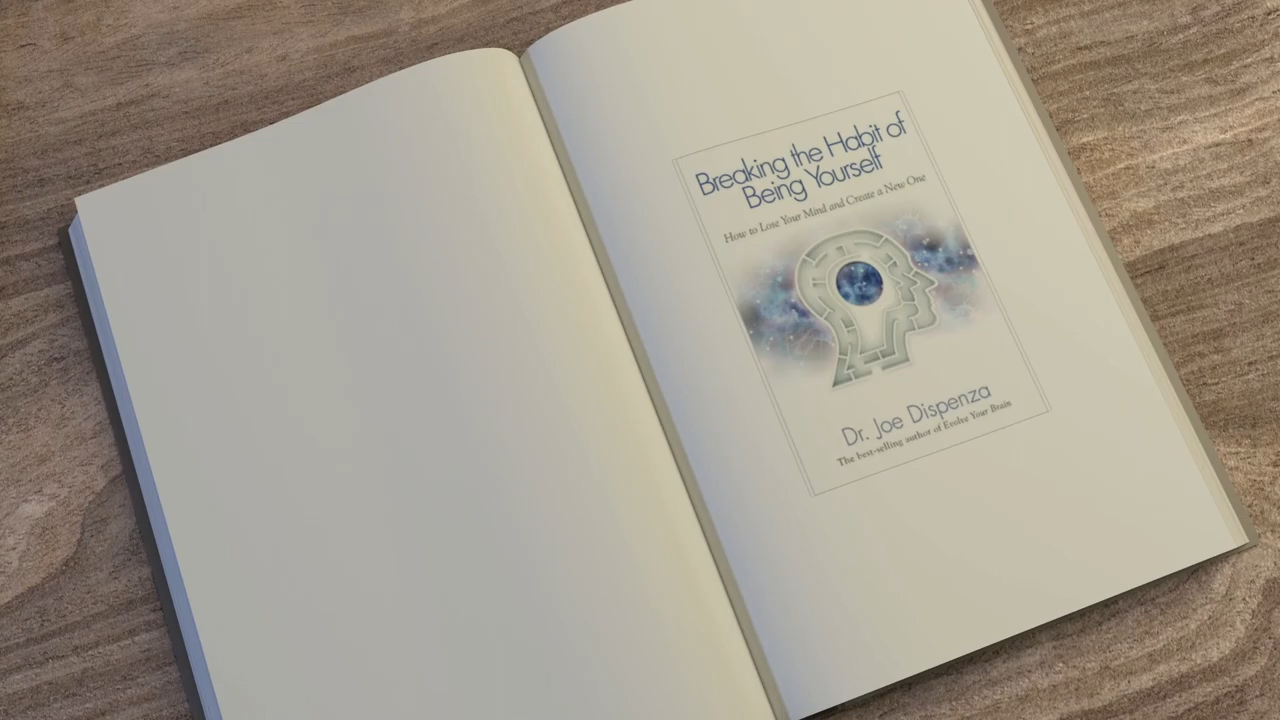 Breaking the Habit of
Being Yourself
How to Lose Your Mind and Create a New One
Dr. Joe Dispenza
The best-selling author of Evolve Your Brain